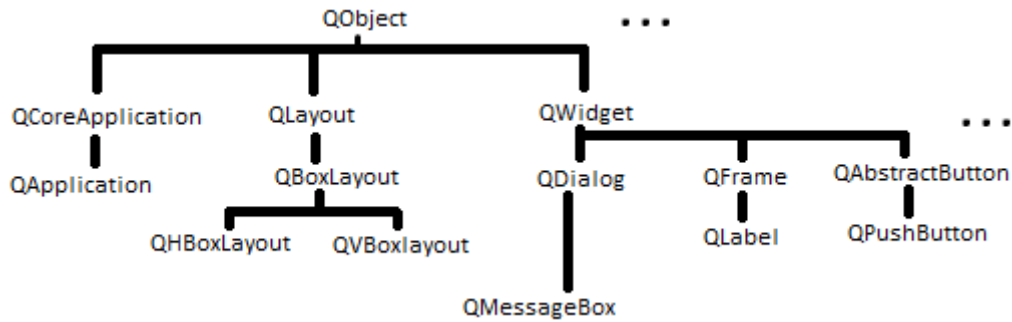 QObject ...
QCoreApplication QLayout QWidget ...
QApplication QBoxLayout QDialog QFrame QAbstractButton
QHBoxLayout QVBoxlayout QLabel QPushButton
QMessageBox